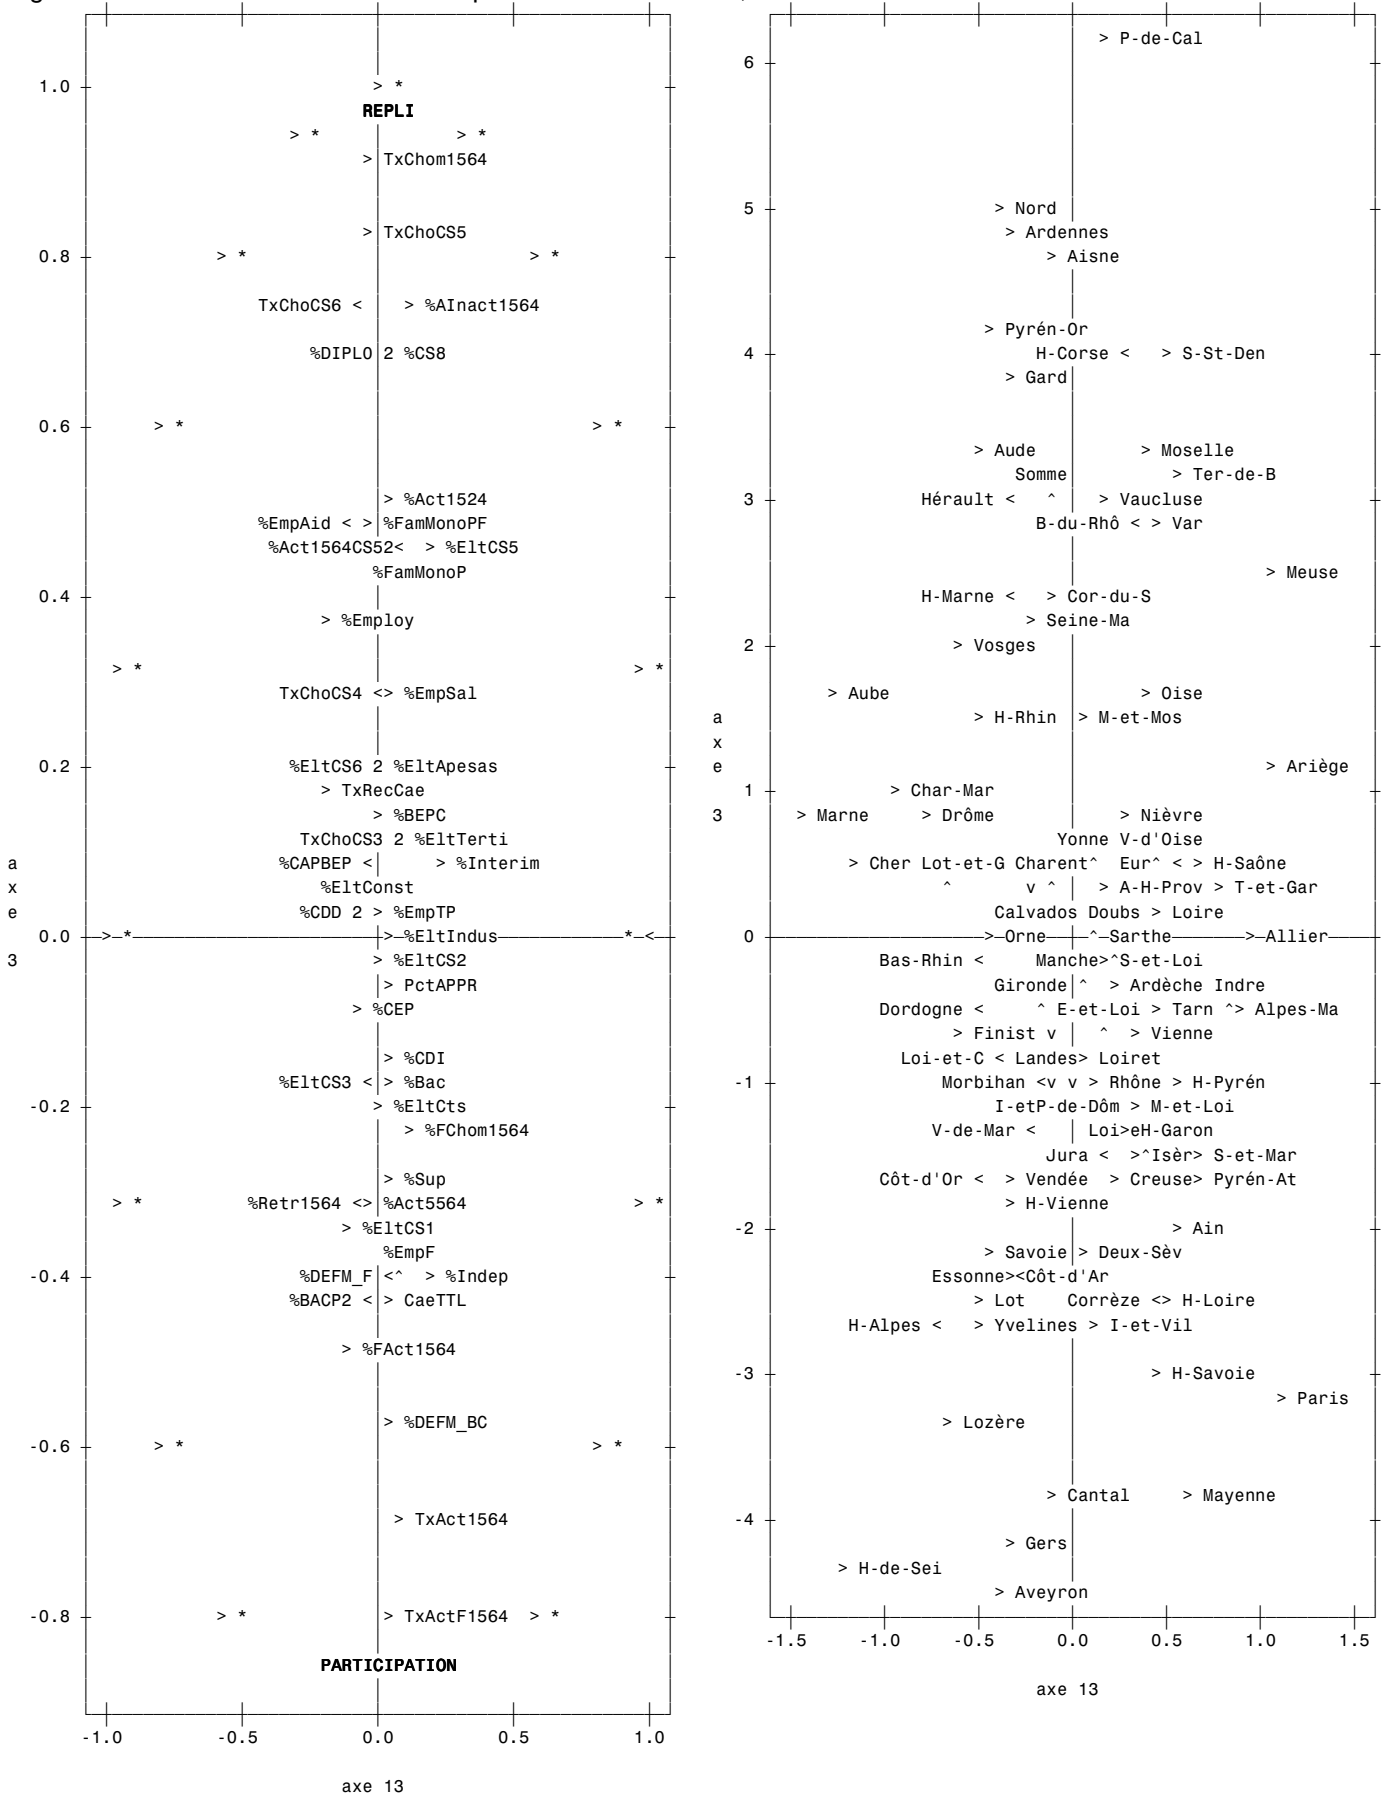 1.0
> *
REPLI
> * > *
> TxChom1564
> TxChoCS5
0.8
> * > *
TxChoCS6 < > %AInact1564
%DIPLO 2 %CS8
0.6
> * > *
> %Act1524
%EmpAid < > %FamMonoPF
%Act1564CS52< > %EltCS5
%FamMonoP
0.4
> %Employ
> * > *
TxChoCS4 <> %EmpSal
0.2
%EltCS6 2 %EltApesas
> TxRecCae
> %BEPC
TxChoCS3 2 %EltTerti
a %CAPBEP < > %Interim
x %EltConst
e %CDD 2 > %EmpTP
0.0 > * > %EltIndus * <
3 > %EltCS2
> PctAPPR
> %CEP
> %CDI
%EltCS3 < > %Bac
-0.2
> %EltCts
> %FChom1564
> %Sup
> * %Retr1564 <> %Act5564 > *
> %EltCS1
%EmpF
-0.4
%DEFM_F <^ > %Indep
%BACP2 < > CaeTTL
> %FAct1564
> %DEFM_BC
-0.6
> * > *
> TxAct1564
-0.8
> * > TxActF1564 > *
PARTICIPATION
-1.0 -0.5 0.0 0.5 1.0
axe 13
> P-de-Cal
6
5
> Nord
> Ardennes
> Aisne
> Pyrén-Or
4
H-Corse < > S-St-Den
> Gard
> Aude > Moselle
Somme > Ter-de-B
3
Hérault < ^ > Vaucluse
B-du-Rhô < > Var
> Meuse
H-Marne < > Cor-du-S
> Seine-Ma
2
> Vosges
> Aube > Oise
a > H-Rhin > M-et-Mos
x
e > Ariège
1
> Char-Mar
3 > Marne > Drôme > Nièvre
Yonne V-d'Oise
> Cher Lot-et-G Charent^ Eur^ < > H-Saône
^ v ^ > A-H-Prov > T-et-Gar
Calvados Doubs > Loire
0 > Orne ^ Sarthe > Allier
Bas-Rhin < Manche>^S-et-Loi
Gironde ^ > Ardèche Indre
Dordogne < ^ E-et-Loi > Tarn ^> Alpes-Ma
> Finist v ^ > Vienne
Loi-et-C < Landes> Loiret
-1
Morbihan <v v > Rhône > H-Pyrén
I-etP-de-Dôm > M-et-Loi
V-de-Mar < Loi>eH-Garon
Jura < >^Isèr> S-et-Mar
Côt-d'Or < > Vendée > Creuse> Pyrén-At
> H-Vienne
-2
> Ain
> Savoie > Deux-Sèv
Essonne><Côt-d'Ar
> Lot Corrèze <> H-Loire
H-Alpes < > Yvelines > I-et-Vil
-3
> H-Savoie
> Paris
> Lozère
> Cantal > Mayenne
-4
> Gers
> H-de-Sei
> Aveyron
-1.5 -1.0 -0.5 0.0 0.5 1.0 1.5
axe 13